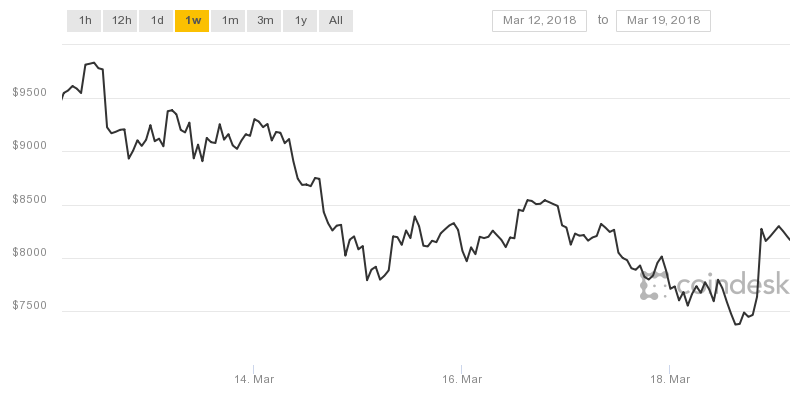 1h 12h 1d 1w 1m 3m 1y All Mar 12, 2018 to Mar 19, 2018
$9500
$9000
$8500
$8000
coindesk
$7500
14. Mar 16. Mar 18. Mar